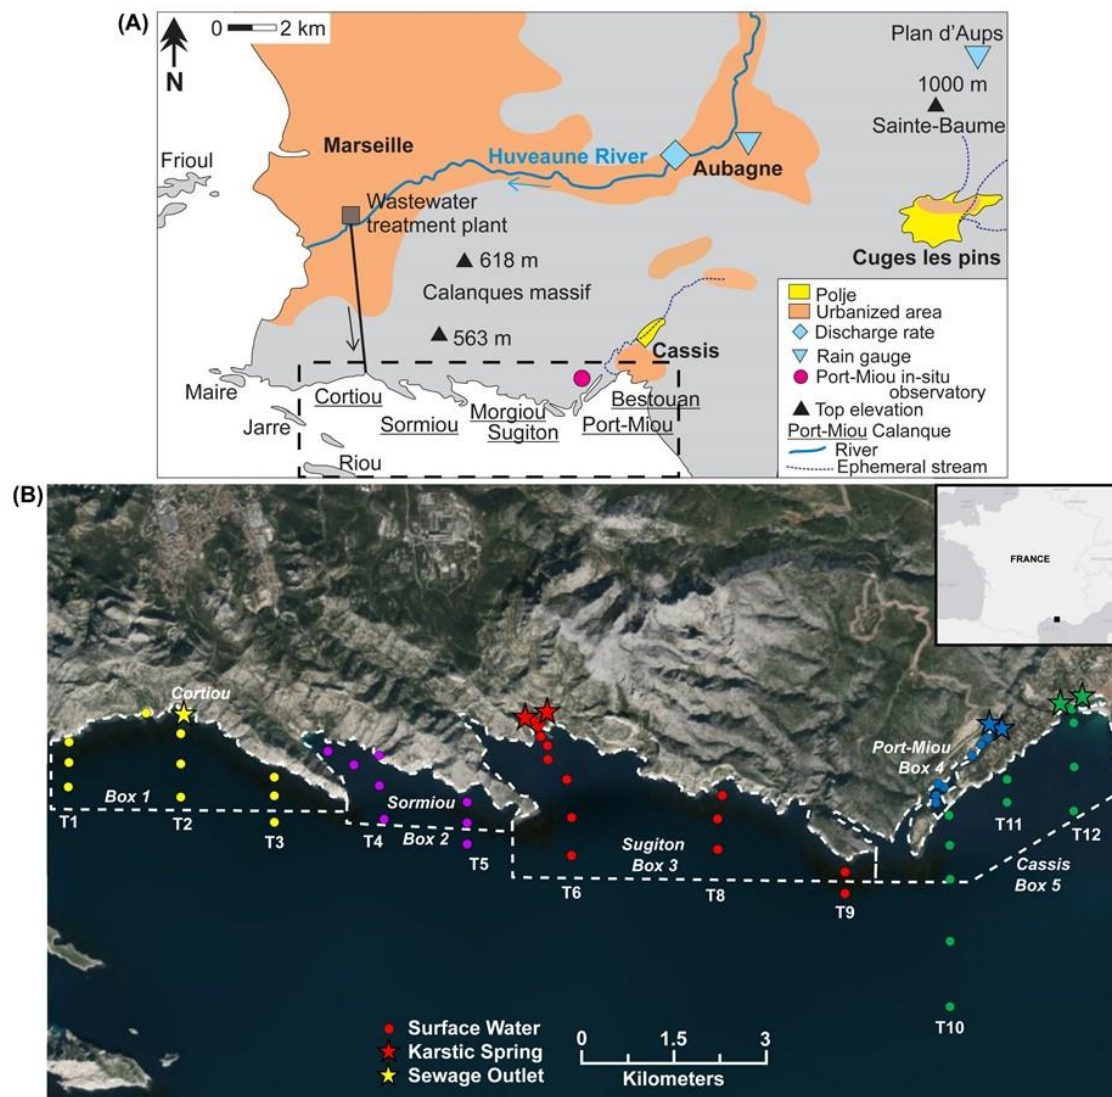 (A)
0 2 km
N
Plan d'Aups
1000 m
Sainte-Baume
Marseille
Huveaune River
Aubagne
Frioul
Wastewater
treatment plant
Cuges les pins
618 m
Calanques massif
563 m
Cassis
Maire
Cortiou
Morgiou
Bestouan
Jarre
Sormiou
Sugiton
Port-Miou
Riou
Polje
Urbanized area
Discharge rate
Rain gauge
Port-Miou in-situ
observatory
Top elevation
Port-Miou Calanque
River
Ephemeral stream
(B)
FRANCE
Cortiou
Port-Miou
Box 4
Box 1
Sormiou
Box 2
Sugiton
Box 3
Cassis
Box 5
T1
T2
T3
T4
T5
T6
T8
T9
T10
T11
T12
Surface Water
Karstic Spring
Sewage Outlet
0 1.5 3
Kilometers